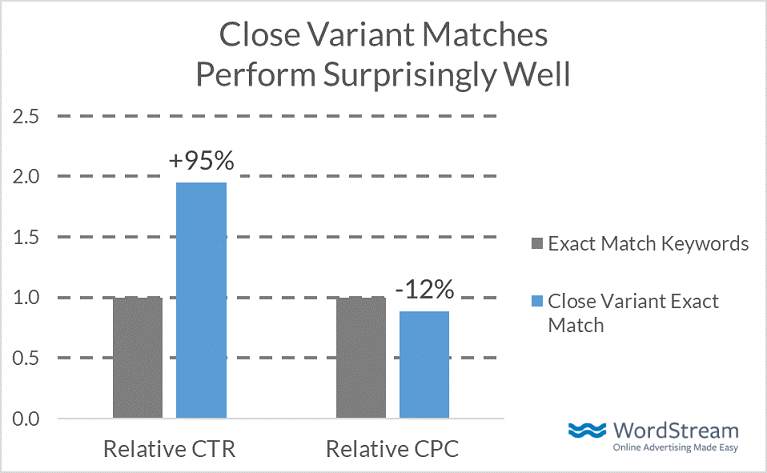 Close Variant Matches
Perform Surprisingly Well
2.5
2.0
1.5
1.0
0.5
0.0
+95%
-12%
Relative CTR
Relative CPC
Exact Match Keywords
Close Variant Exact
Match
WordStream
Online Advertising Made Easy